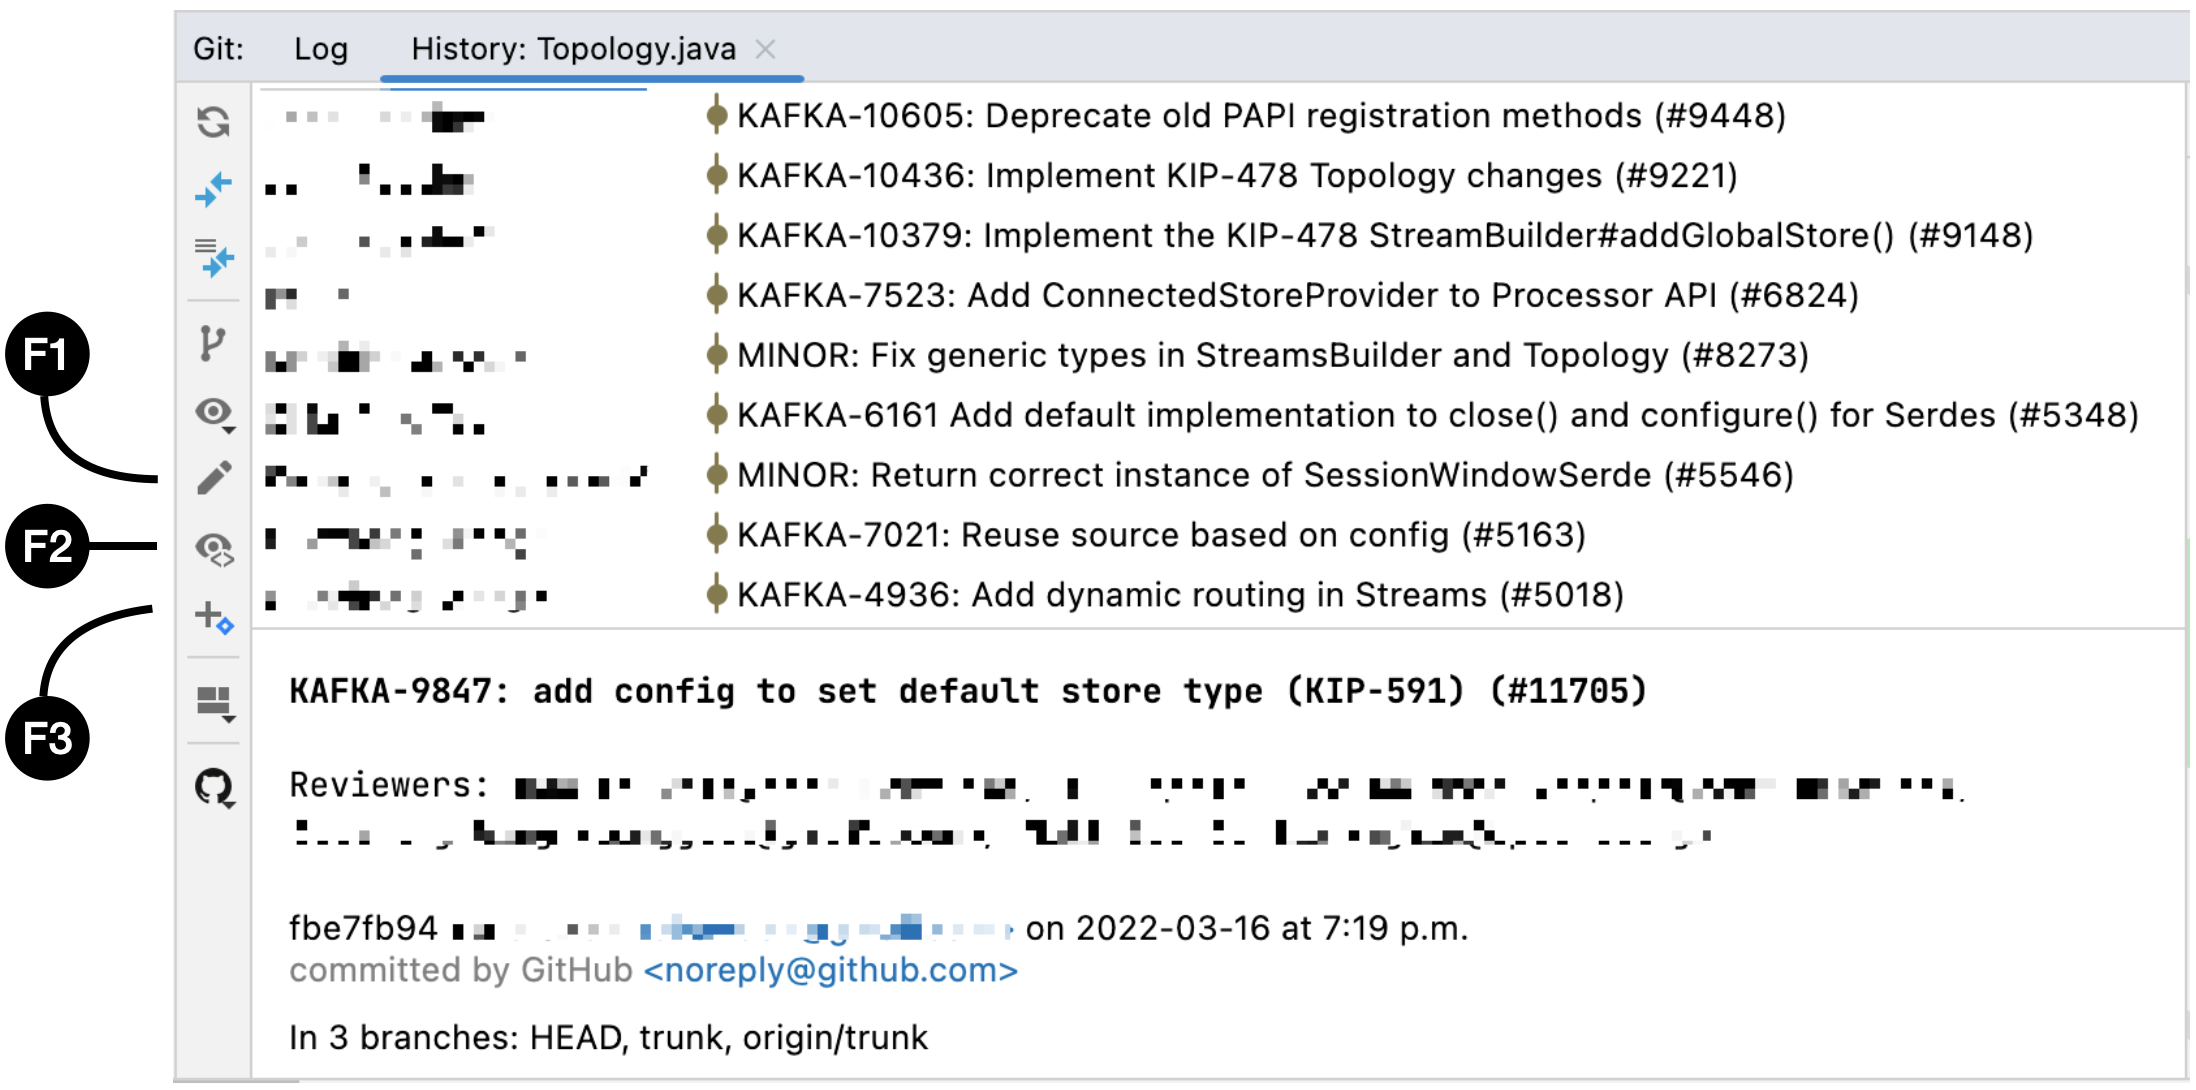 Git: Log History: Topology.java
KAFKA-10605: Deprecate old PAPI registration methods (#9448)
KAFKA-10436: Implement KIP-478 Topology changes (#9221)
KAFKA-10379: Implement the KIP-478 StreamBuilder#addGlobalStore() (#9148)
KAFKA-7523: Add ConnectedStoreProvider to Processor API (#6824)
F1
MINOR: Fix generic types in StreamsBuilder and Topology (#8273)
KAFKA-6161 Add default implementation to close() and configure() for Serdes (#5348)
MINOR: Return correct instance of SessionWindowSerde (#5546)
F2
KAFKA-7021: Reuse source based on config (#5163)
KAFKA-4936: Add dynamic routing in Streams (#5018)
F3
KAFKA-9847: add config to set default store type (KIP-591) (#11705)
Reviewers:
fbe7fb94 on 2022-03-16 at 7:19 p.m.
committed by GitHub <noreply@github.com>
In 3 branches: HEAD, trunk, origin/trunk